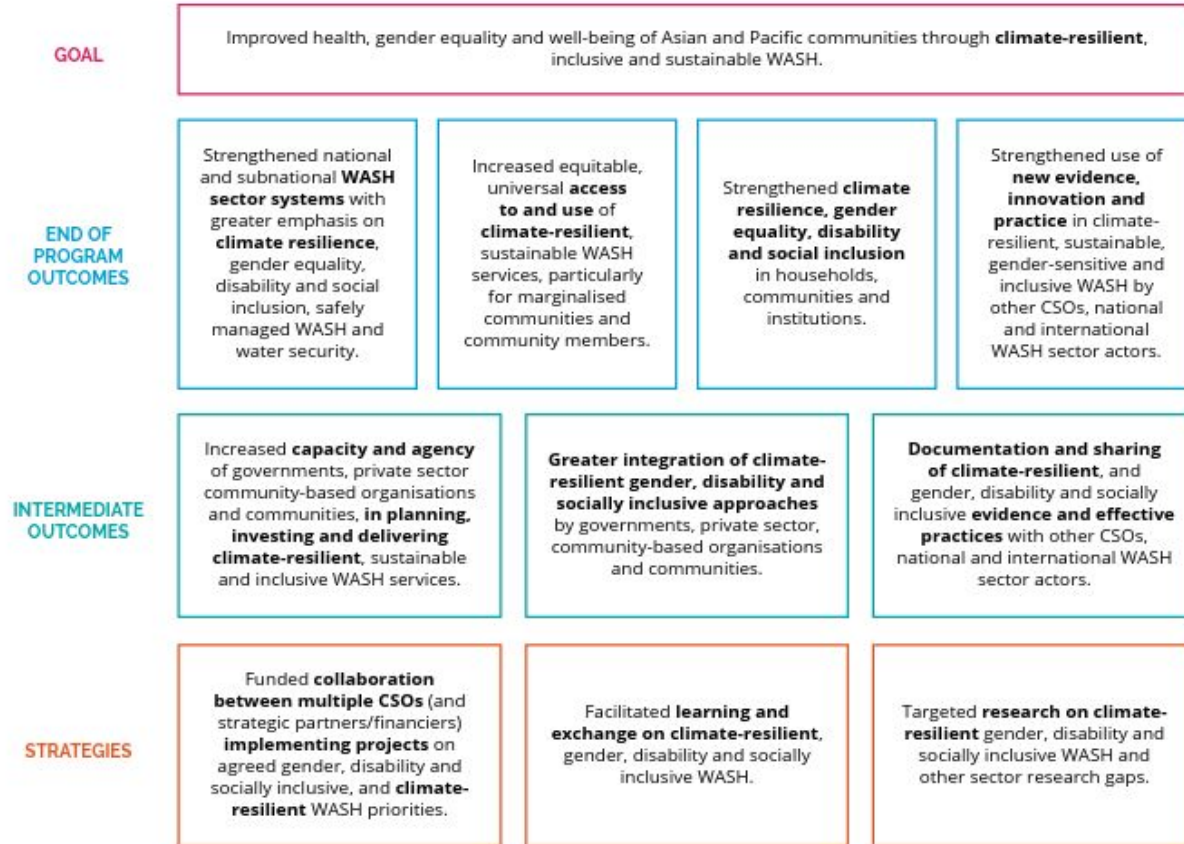 GOAL
Improved health, gender equality and well-being of Asian and Pacific communities through climate-resilient,
inclusive and sustainable WASH.
END OF
PROGRAM
OUTCOMES
Strengthened national
and subnational WASH
sector systems with
greater emphasis on
climate resilience,
gender equality,
disability and social
inclusion, safely
managed WASH and
water security.
Increased equitable,
universal access
to and use of
climate-resilient,
sustainable WASH
services, particularly
for marginalised
communities and
community members.
Strengthened climate
resilience, gender
equality, disability
and social inclusion
in households,
communities and
institutions.
Strengthened use of
new evidence,
innovation and
practice in climate-
resilient, sustainable,
gender-sensitive and
inclusive WASH by
other CSOs, national
and international
WASH sector actors.
INTERMEDIATE
OUTCOMES
Increased capacity and agency
of governments, private sector
community-based organisations
and communities, in planning,
investing and delivering
climate-resilient, sustainable
and inclusive WASH services.
Greater integration of climate-
resilient gender, disability and
socially inclusive approaches
by governments, private sector,
community-based organisations
and communities.
Documentation and sharing
of climate-resilient, and
gender, disability and socially
inclusive evidence and effective
practices with other CSOs,
national and international WASH
sector actors.
STRATEGIES
Funded collaboration
between multiple CSOs (and
strategic partners/financiers)
implementing projects on
agreed gender, disability and
socially inclusive, and climate-
resilient WASH priorities.
Facilitated learning and
exchange on climate-resilient,
gender, disability and socially
inclusive WASH.
Targeted research on climate-
resilient gender, disability and
socially inclusive WASH and
other sector research gaps.